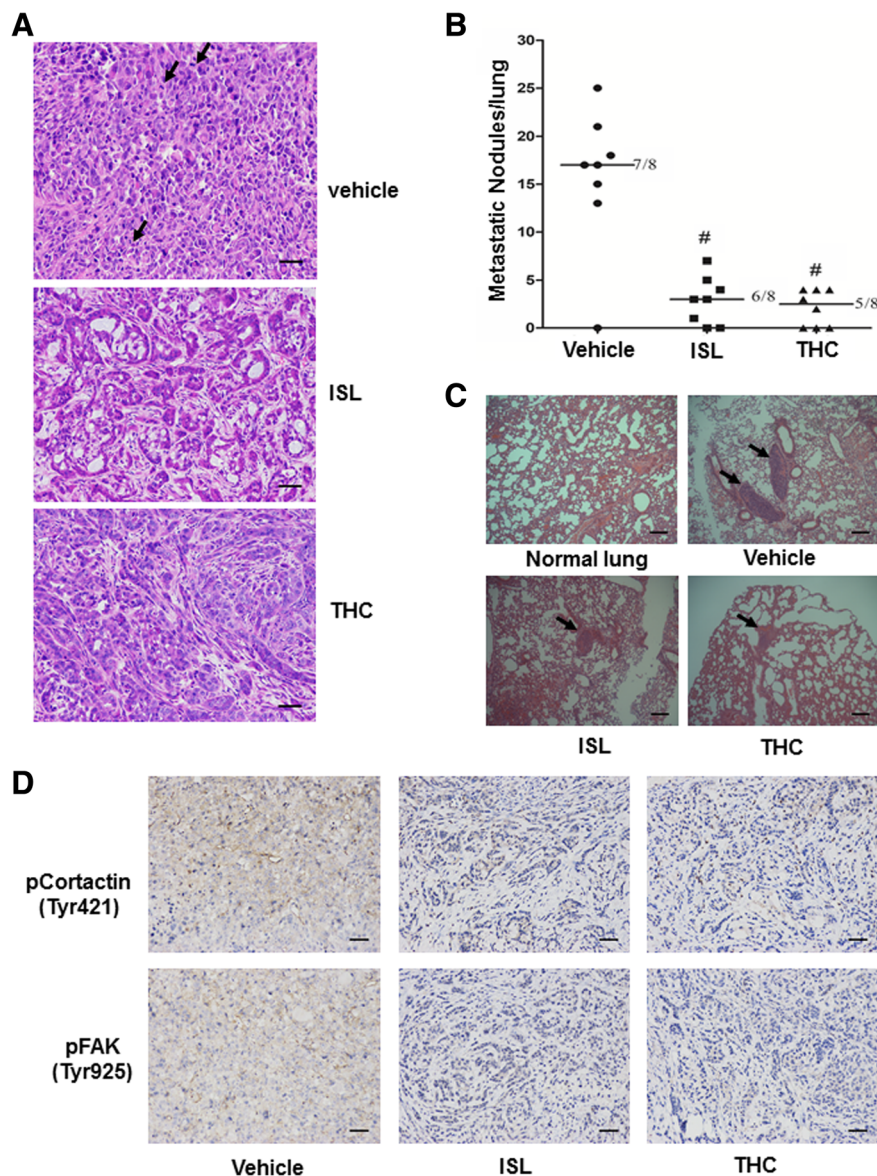 A
vehicle
ISL
THC
B
Metastatic Nodules/lung
30
25
20
15
10
5
0
7/8
#
6/8
#
5/8
Vehicle
ISL
THC
C
Normal lung
Vehicle
ISL
THC
D
pCortactin
(Tyr421)
pFAK
(Tyr925)
Vehicle
ISL
THC